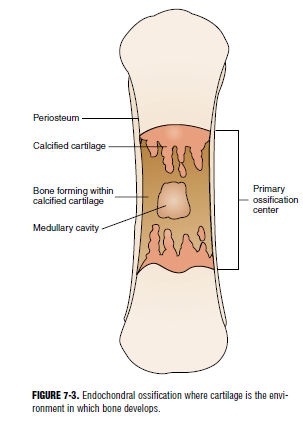 Periosteum
Calcified cartilage
Bone forming within
calcified cartilage
Medullary cavity
Primary
ossification
center
FIGURE 7-3. Endochondral ossification where cartilage is the envi-
ronment in which bone develops.